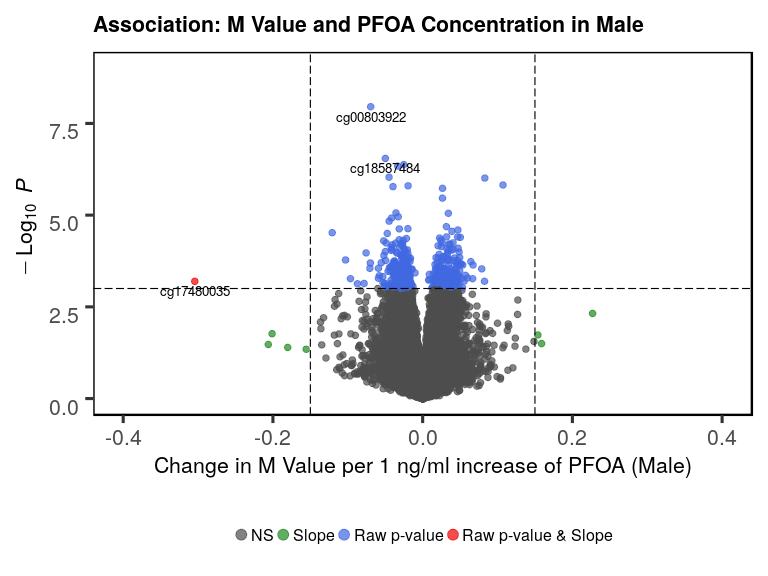 Association: M Value and PFOA Concentration in Male
− Log10 P
7.5
5.0
2.5
0.0
cg00803922
cg18587484
cg17480035
-0.4 -0.2 0.0 0.2 0.4
Change in M Value per 1 ng/ml increase of PFOA (Male)
NS Slope Raw p-value Raw p-value & Slope